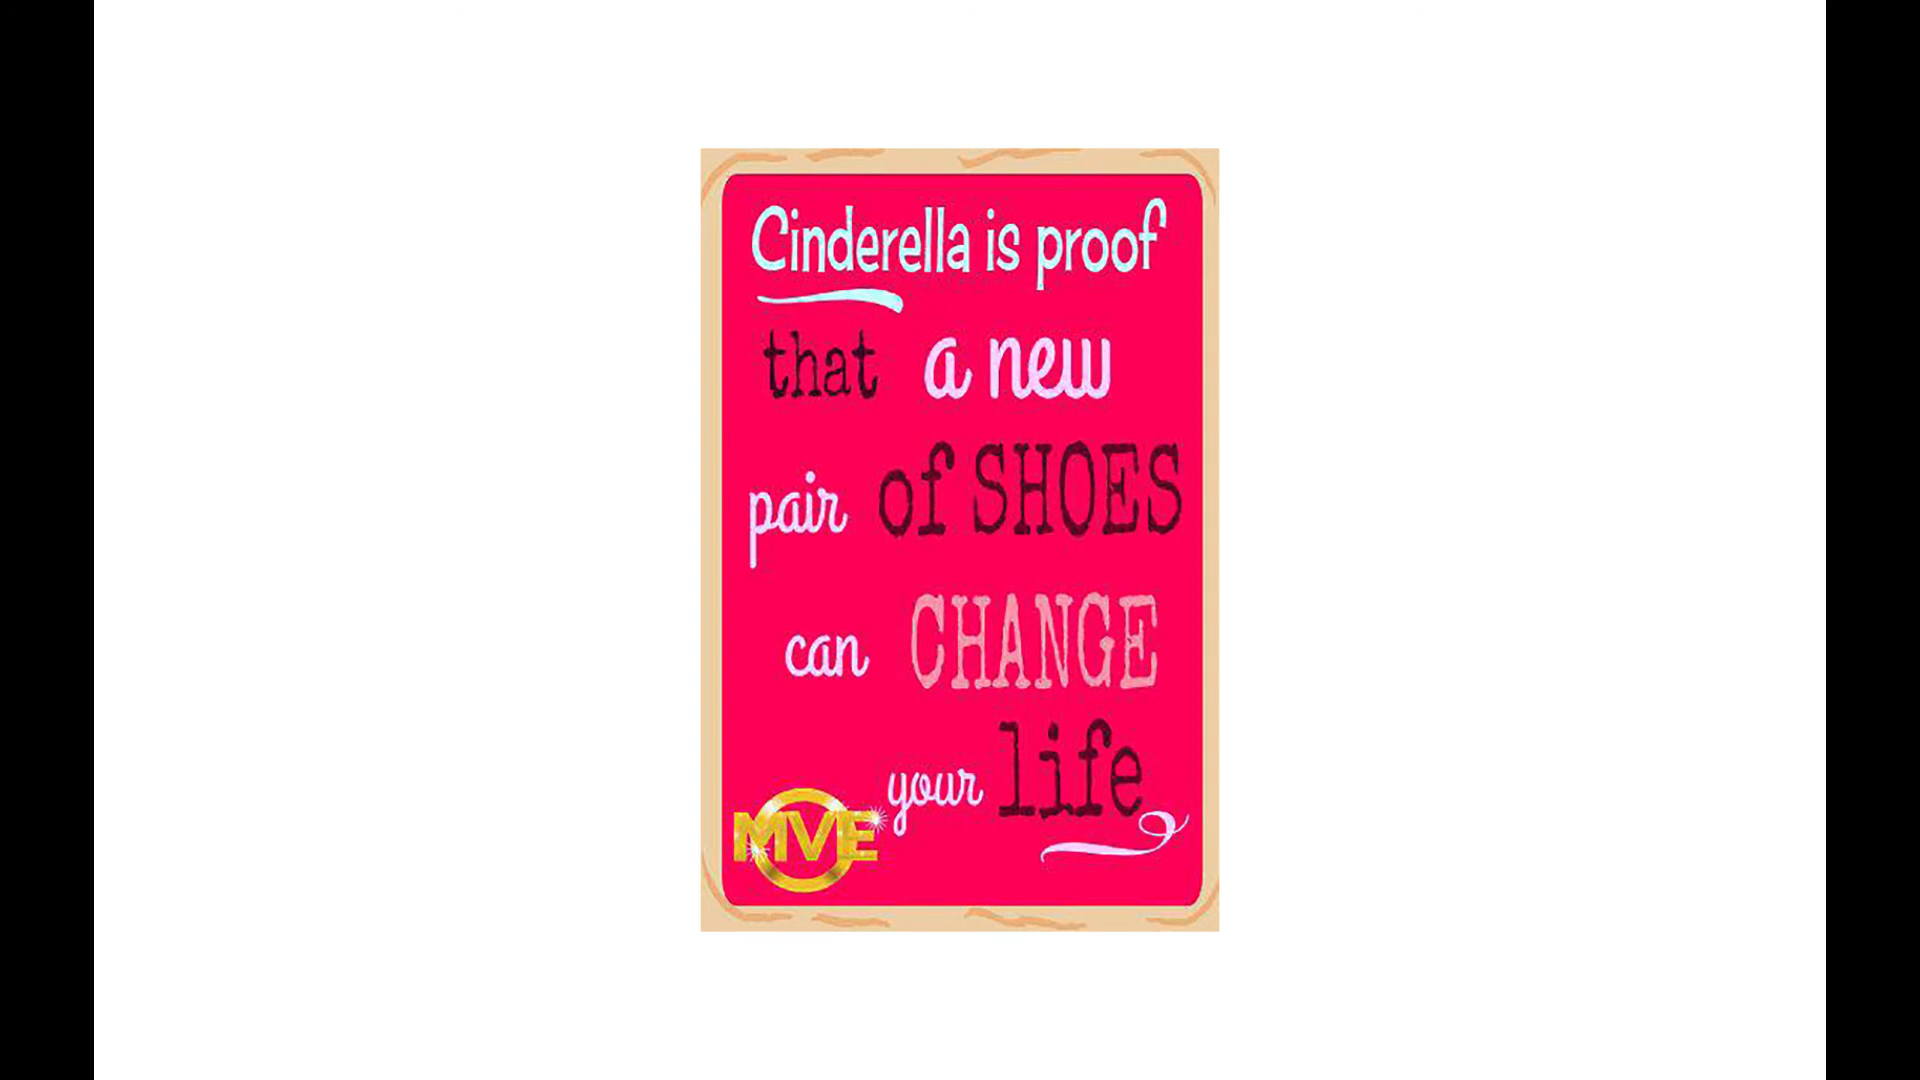 Cinderella is proof
that a new
pair of SHOES
can CHANGE
your life
MVE